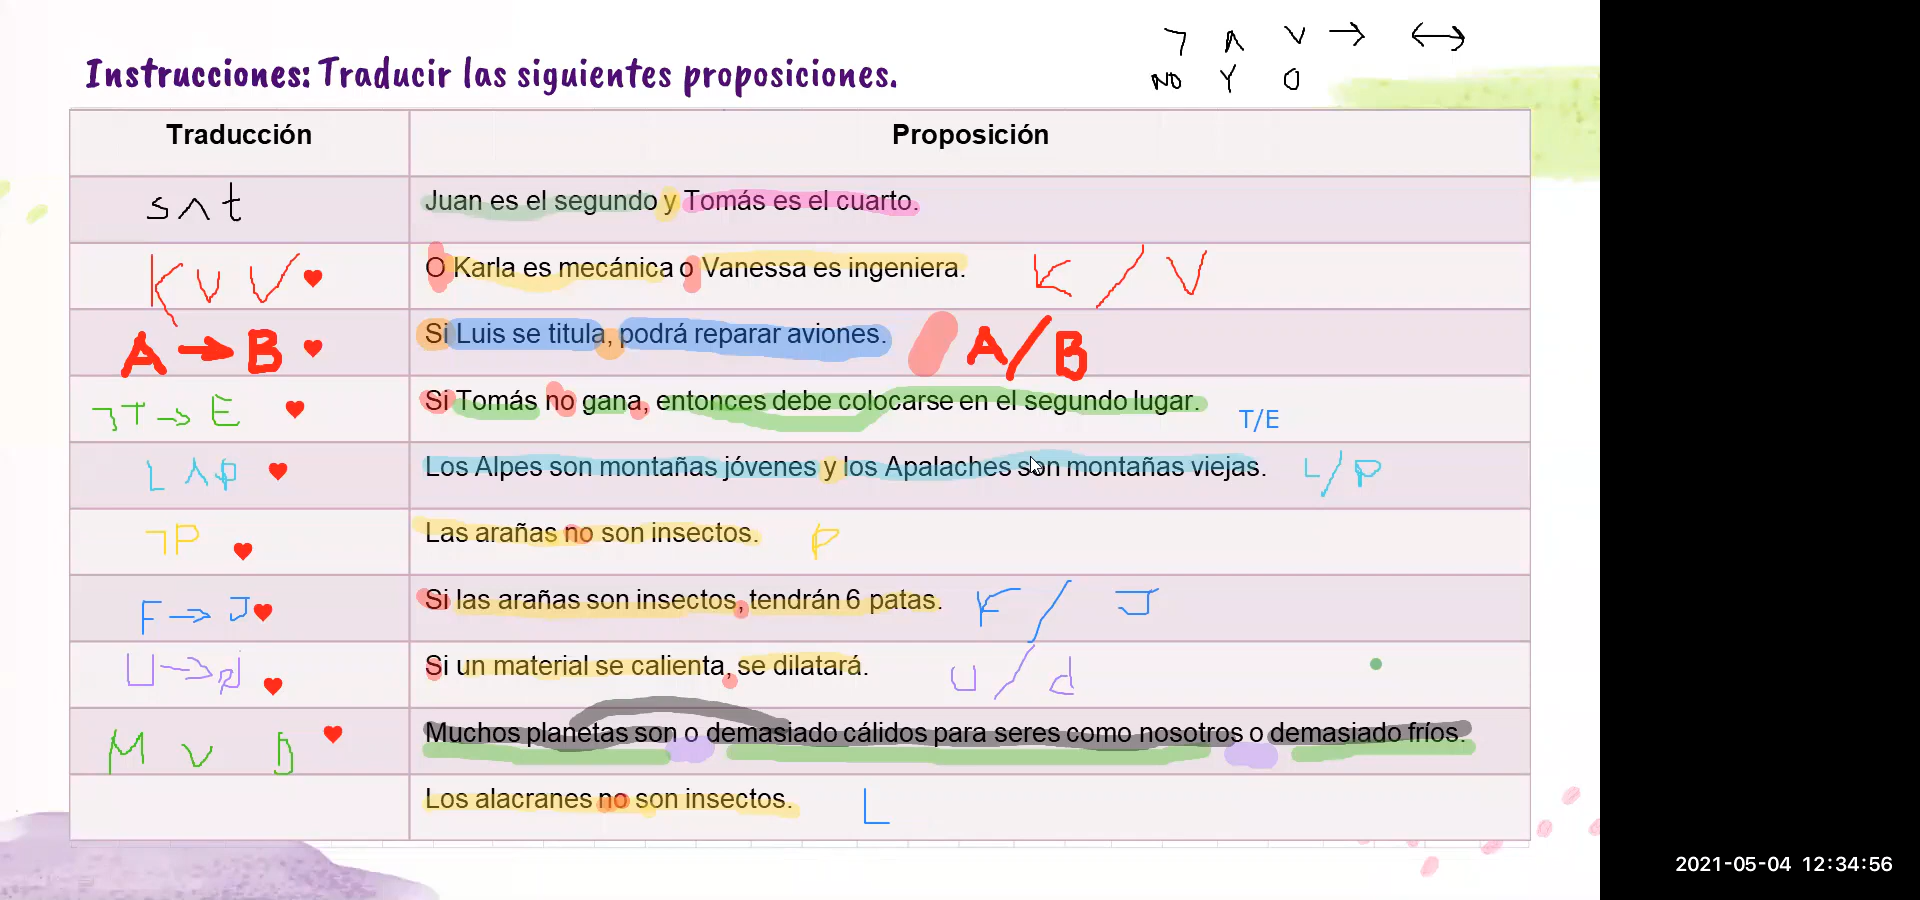 ¬ ∧ ∨ → ↔
NO Y O
Instrucciones: Traducir las siguientes proposiciones.
Traducción Proposición
s ∧ t Juan es el segundo y Tomás es el cuarto.
K ∨ V O Karla es mecánica o Vanessa es ingeniera. K / V
A → B Si Luis se titula, podrá reparar aviones. A/B
¬T → E Si Tomás no gana, entonces debe colocarse en el segundo lugar. T/E
L ∧ P Los Alpes son montañas jóvenes y los Apalaches son montañas viejas. L/P
¬P Las arañas no son insectos. P
F → J Si las arañas son insectos, tendrán 6 patas. F / J
U → d Si un material se calienta, se dilatará. U / d
M ∨ D Muchos planetas son o demasiado cálidos para seres como nosotros o demasiado fríos.
Los alacranes no son insectos. L
2021-05-04 12:34:56